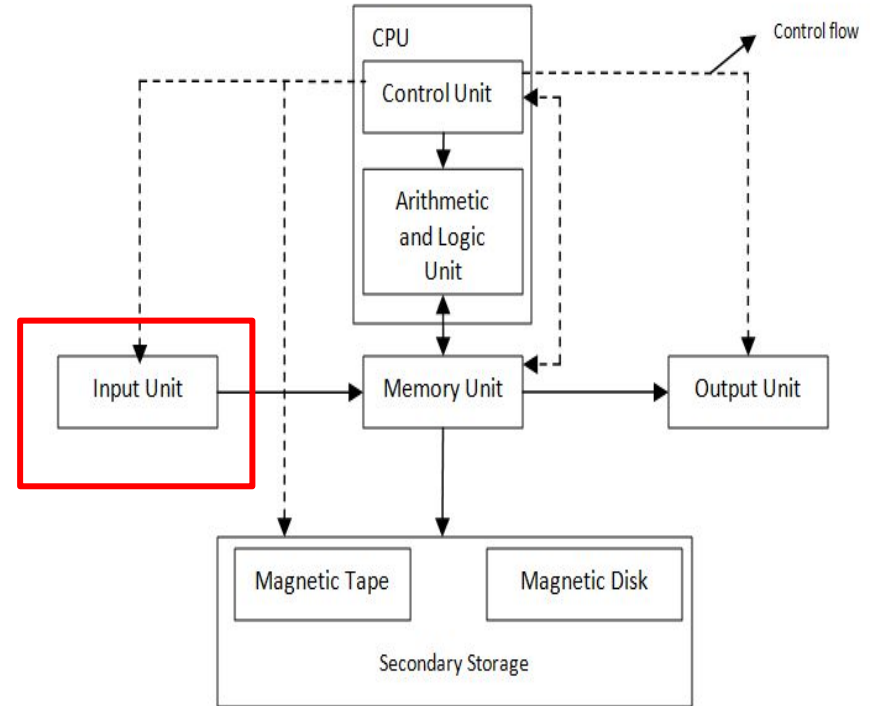 CPU
Control flow
Control Unit
Arithmetic
and Logic
Unit
Input Unit
Memory Unit
Output Unit
Magnetic Tape
Magnetic Disk
Secondary Storage